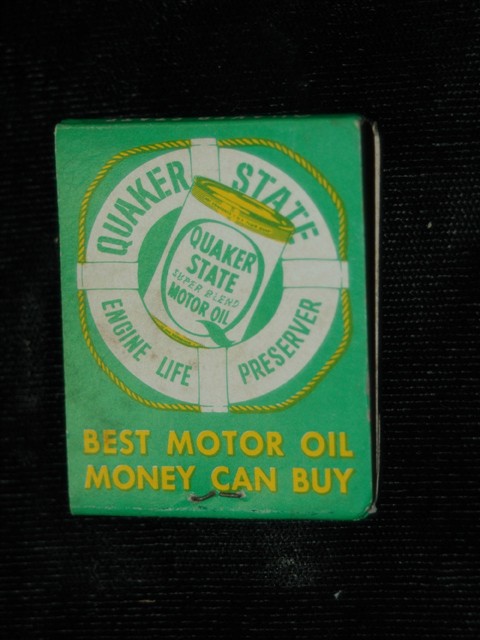 QUAKER STATE
QUAKER
STATE
SUPER BLEND
MOTOR OIL
ENGINE LIFE PRESERVER
BEST MOTOR OIL
MONEY CAN BUY